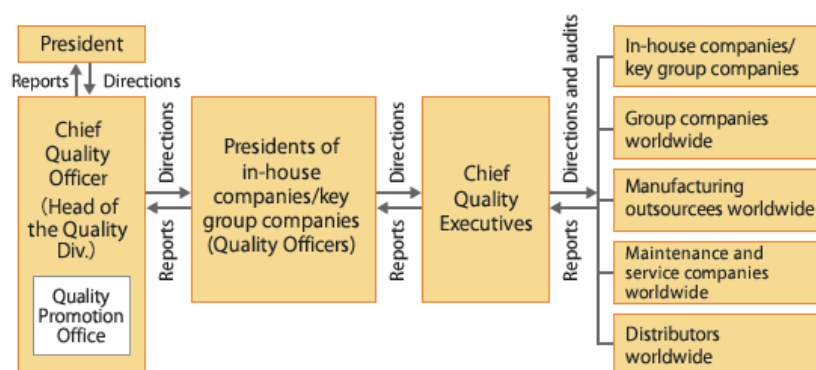 President
Reports
Directions
Chief
Quality
Officer
(Head of
the Quality
Div.)
Quality
Promotion
Office
Directions
Reports
Presidents of
in-house
companies/key
group companies
(Quality Officers)
Directions
Reports
Chief
Quality
Executives
Directions and audits
Reports
In-house companies/
key group companies
Group companies
worldwide
Manufacturing
outsourcees worldwide
Maintenance and
service companies
worldwide
Distributors
worldwide